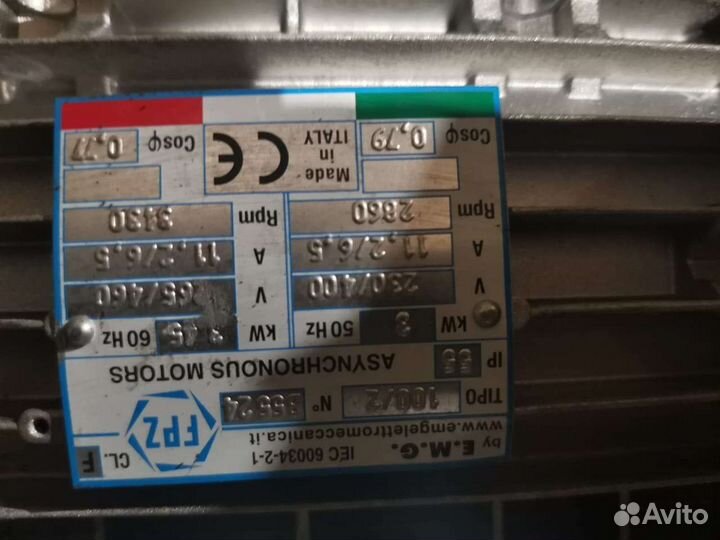 by E.M.G. IEC 60034-2-1 CL. F
www.emgelettromeccanica.it
TIPO 100/2 N° FPZ
IP 55 ASYNCHRONOUS MOTORS
kW 3 50 Hz kW 3,45 60 Hz
V 230/400 V 265/460
A 11,2/6,5 A 11,2/6,5
Rpm 2860 Rpm 3430
Made
in
ITALY
CE
Cosφ 0,79 Cosφ 0,77
Avito